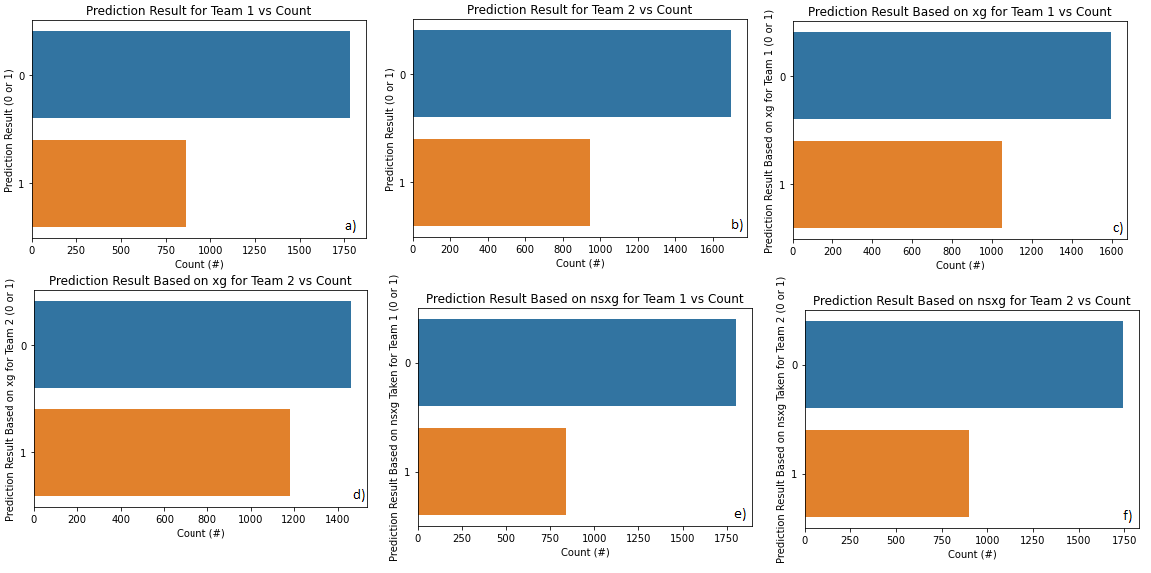 Prediction Result for Team 1 vs Count
Prediction Result (0 or 1)
0
1
a)
0 250 500 750 1000 1250 1500 1750
Count (#)
Prediction Result for Team 2 vs Count
Prediction Result (0 or 1)
0
1
b)
0 200 400 600 800 1000 1200 1400 1600
Count (#)
Prediction Result Based on xg for Team 1 vs Count
Prediction Result Based on xg for Team 1 (0 or 1)
0
1
c)
0 200 400 600 800 1000 1200 1400 1600
Count (#)
Prediction Result Based on xg for Team 2 vs Count
Prediction Result Based on xg for Team 2 (0 or 1)
0
1
d)
0 200 400 600 800 1000 1200 1400
Count (#)
Prediction Result Based on nsxg for Team 1 vs Count
Prediction Result Based on nsxg Taken for Team 1 (0 or 1)
0
1
e)
0 250 500 750 1000 1250 1500 1750
Count (#)
Prediction Result Based on nsxg for Team 2 vs Count
Prediction Result Based on nsxg Taken for Team 2 (0 or 1)
0
1
f)
0 250 500 750 1000 1250 1500 1750
Count (#)